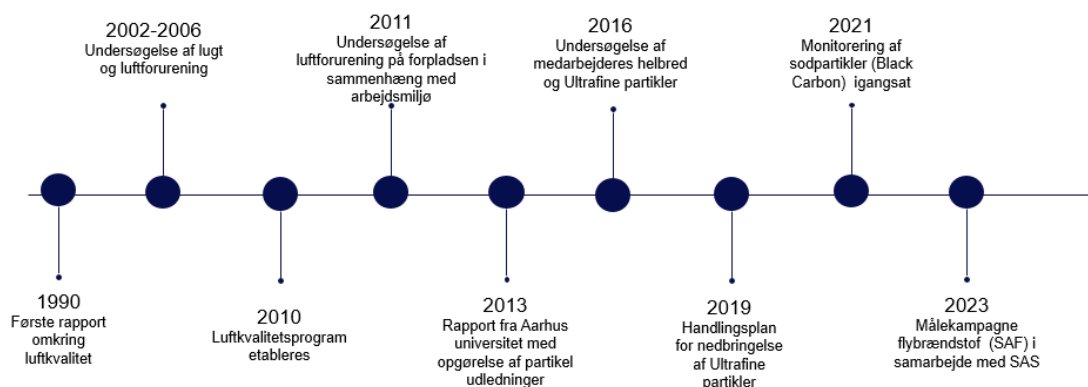 2002-2006
Undersøgelse af lugt
og luftforurening
2011
Undersøgelse af
luftforurening på forpladsen i
sammenhæng med
arbejdsmiljø
2016
Undersøgelse af
medarbejderes helbred
og Ultrafine partikler
2021
Monitorering af
sodpartikler (Black
Carbon) igangsat
1990
Første rapport
omkring
luftkvalitet
2010
Luftkvalitetsprogram
etableres
2013
Rapport fra Aarhus
universitet med
opgørelse af partikel
udledninger
2019
Handlingsplan
for nedbringelse
af Ultrafine
partikler
2023
Målekampagne
flybrændstof (SAF) i
samarbejde med SAS